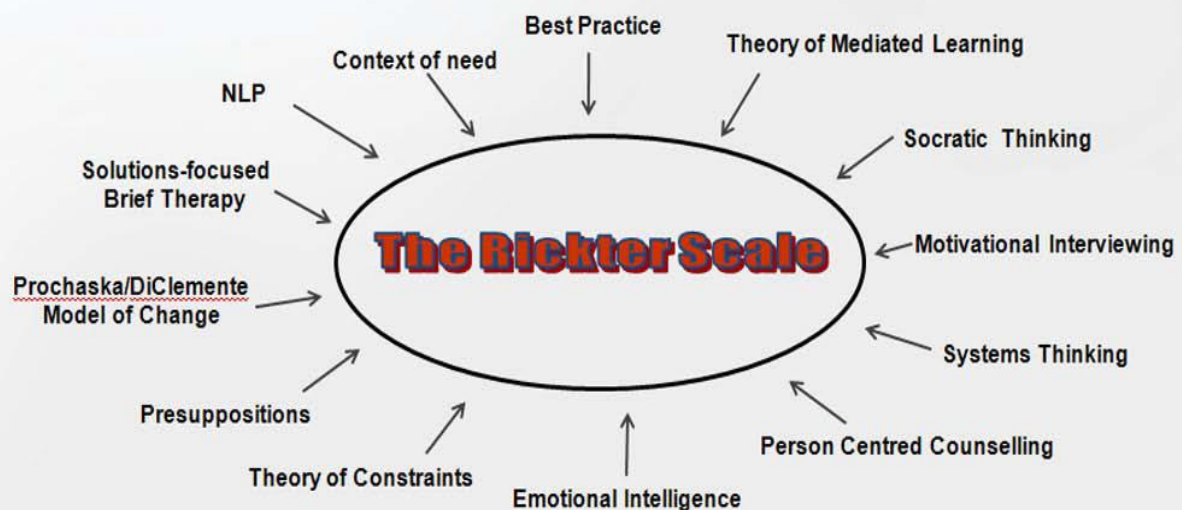 Best Practice
Theory of Mediated Learning
Context of need
NLP
Socratic Thinking
Solutions-focused
Brief Therapy
The Rickter Scale
Motivational Interviewing
Prochaska/DiClemente
Model of Change
Systems Thinking
Presuppositions
Person Centred Counselling
Theory of Constraints
Emotional Intelligence